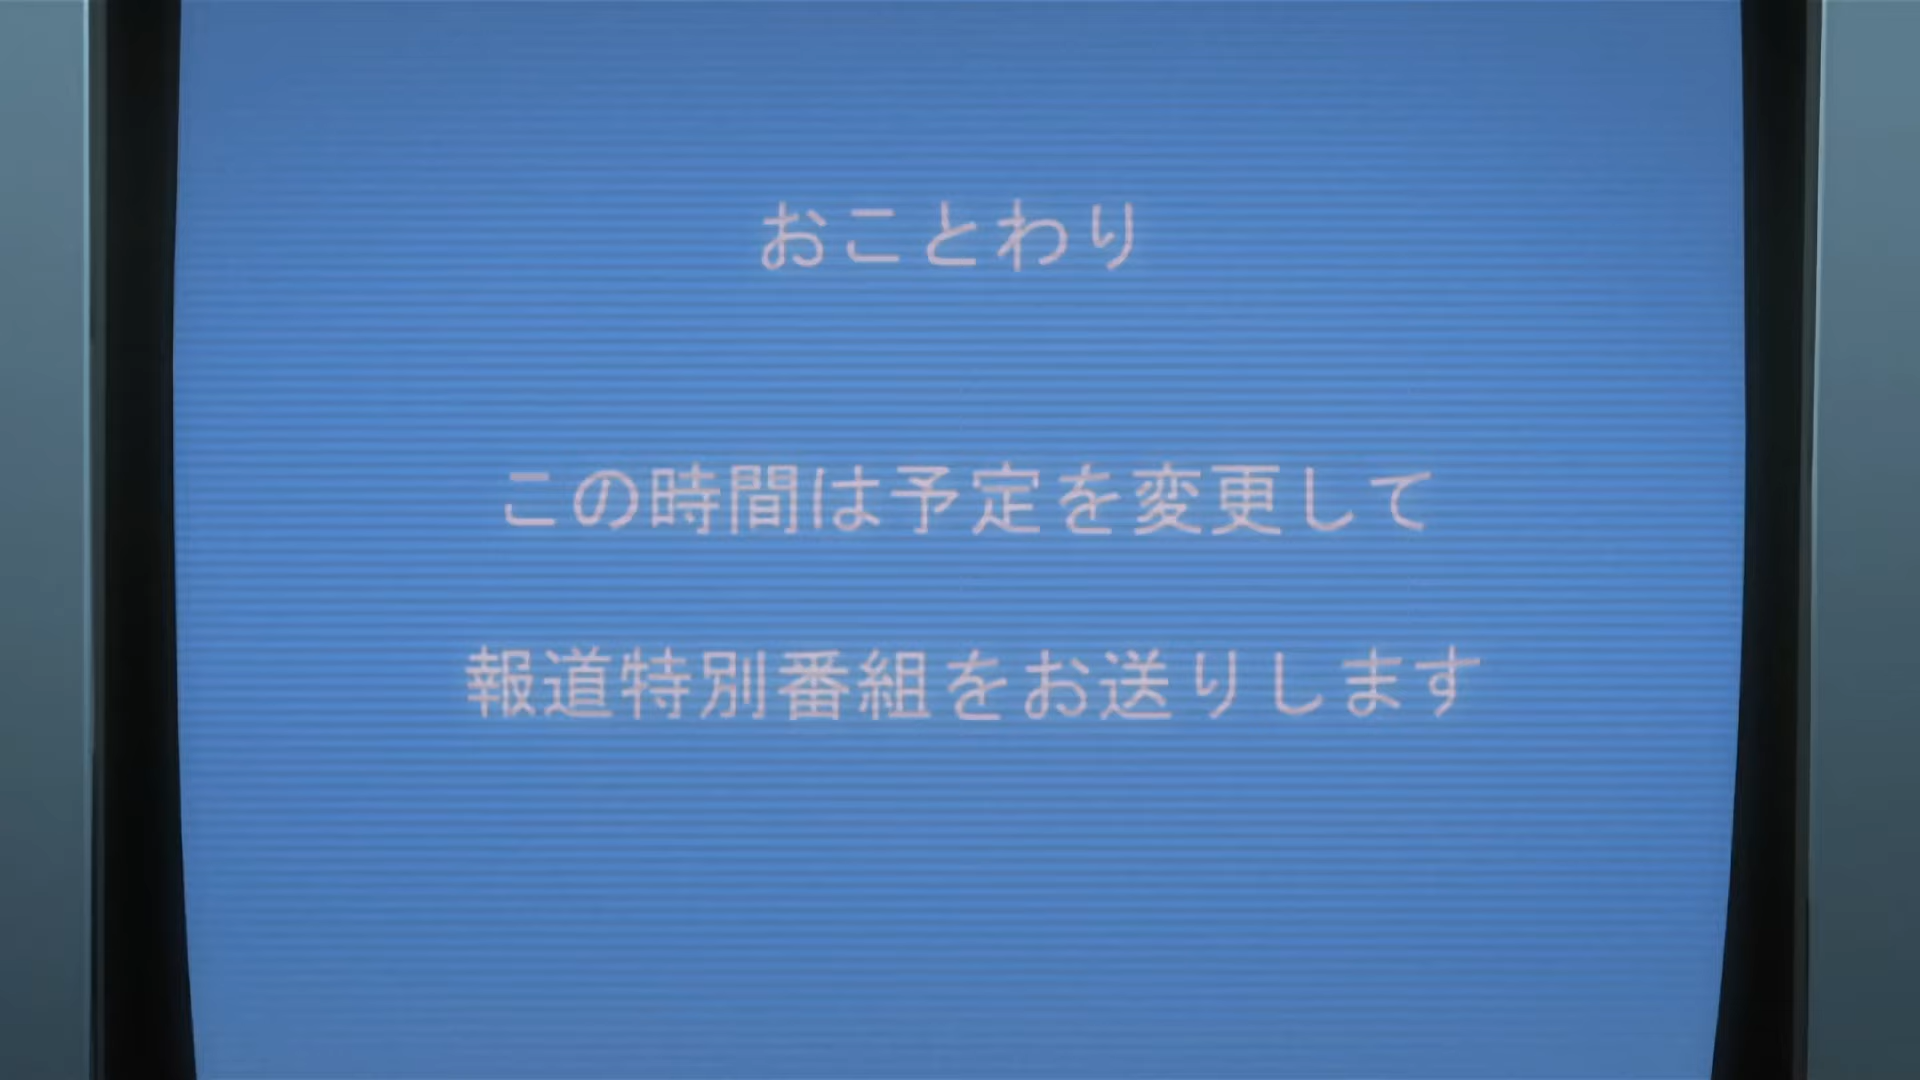 おことわり
この時間は予定を変更して
報道特別番組をお送りします